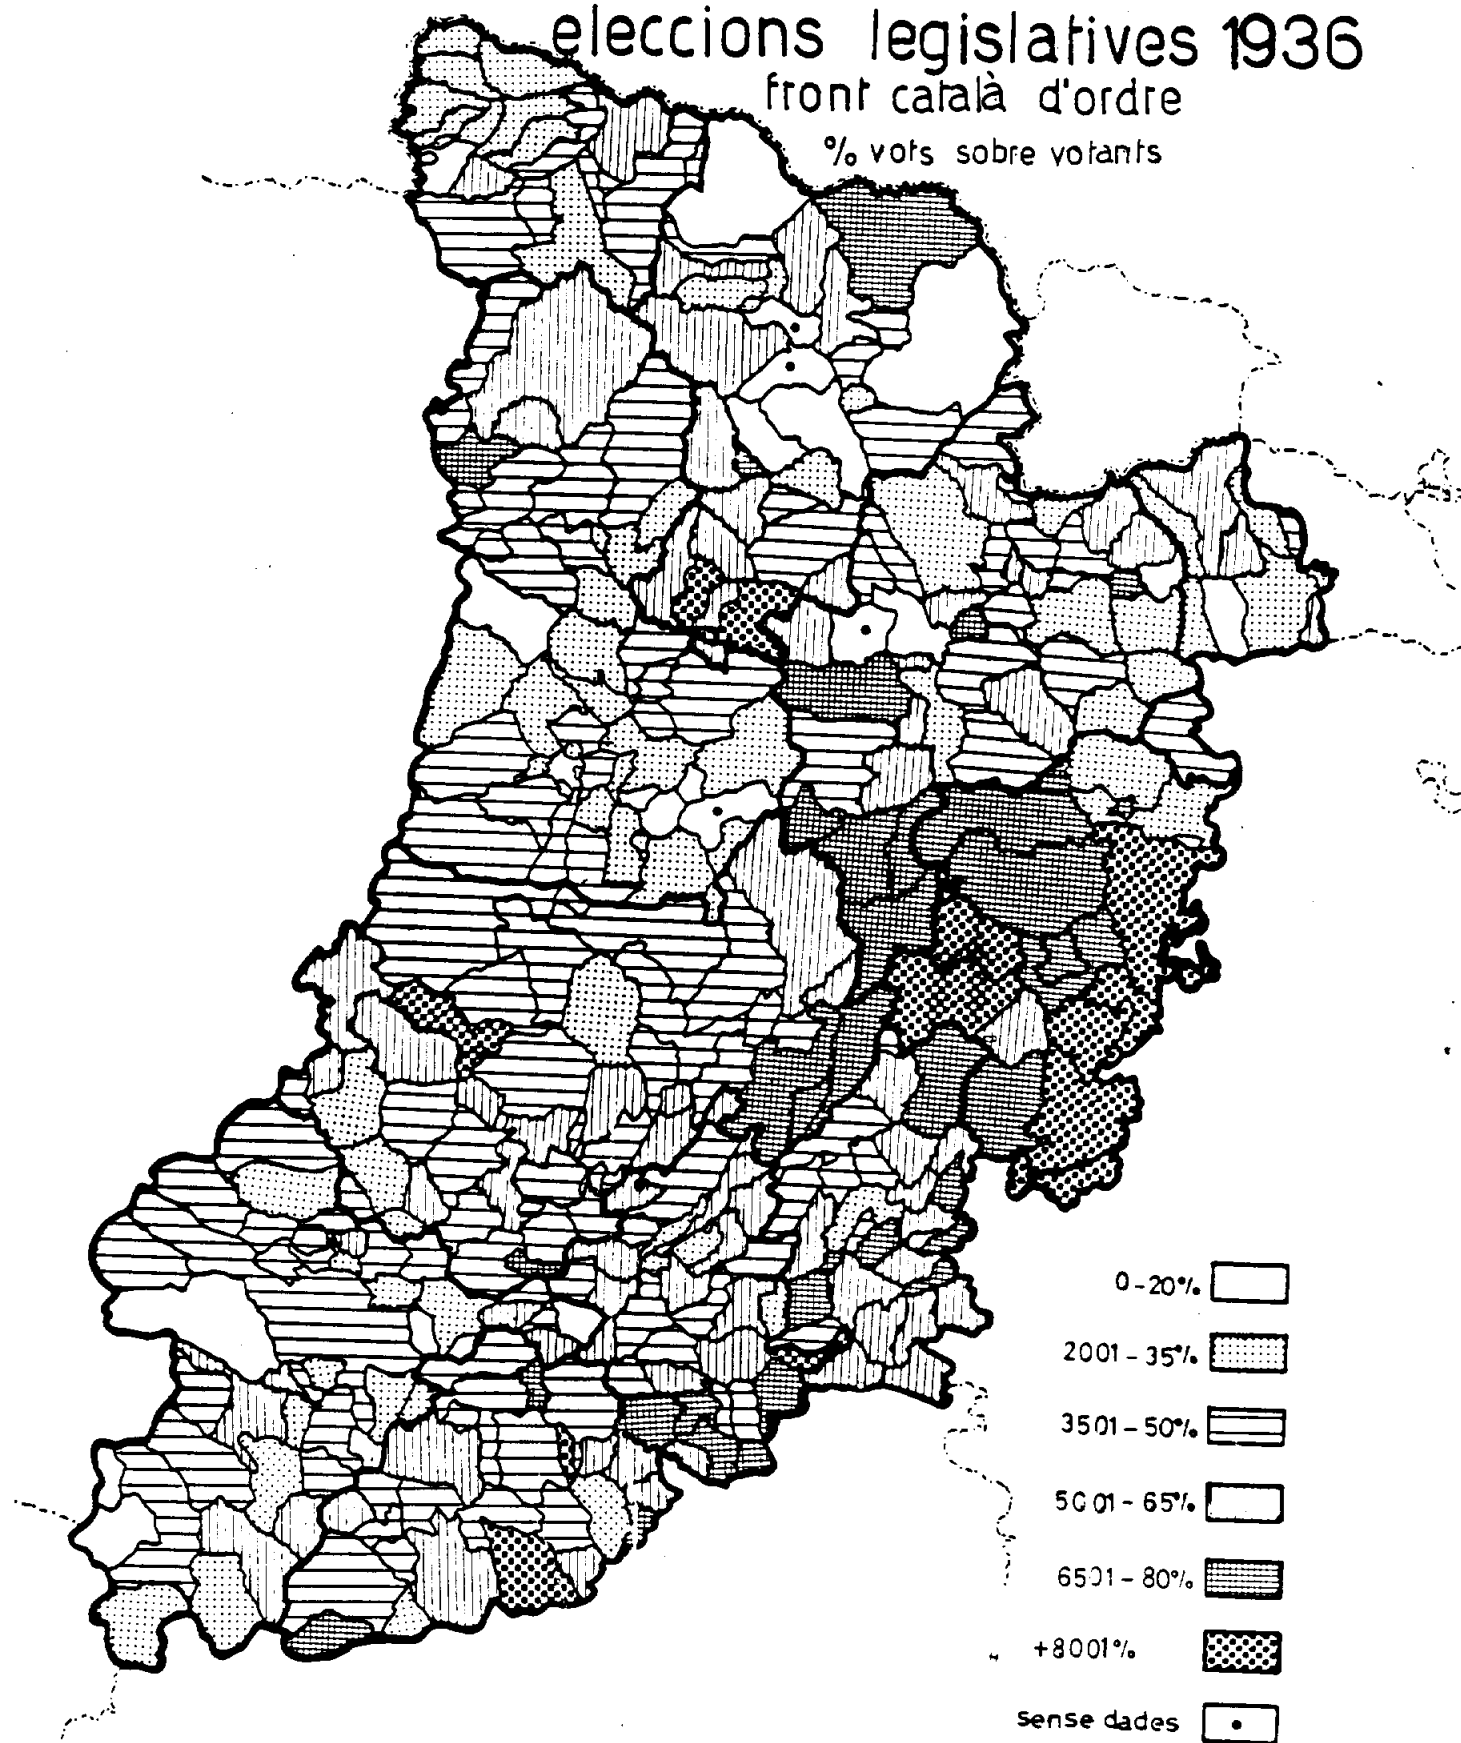 eleccions legislatives 1936
front català d'ordre
% vots sobre votants
0-20%
2001-35%
3501-50%
5001-65%
6501-80%
+8001%
sense dades